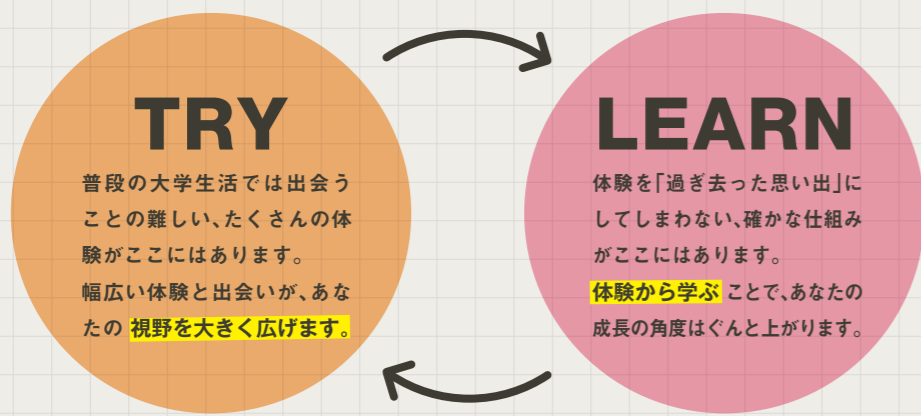 TRY
普段の大学生活では出会う
ことの難しい、たくさんの体
験がここにはあります。
幅広い体験と出会いが、あな
たの 視野を大きく広げます。
LEARN
体験を「過ぎ去った思い出」に
してしまわない、確かな仕組み
がここにはあります。
体験から学ぶ ことで、あなたの
成長の角度はぐんと上がります。